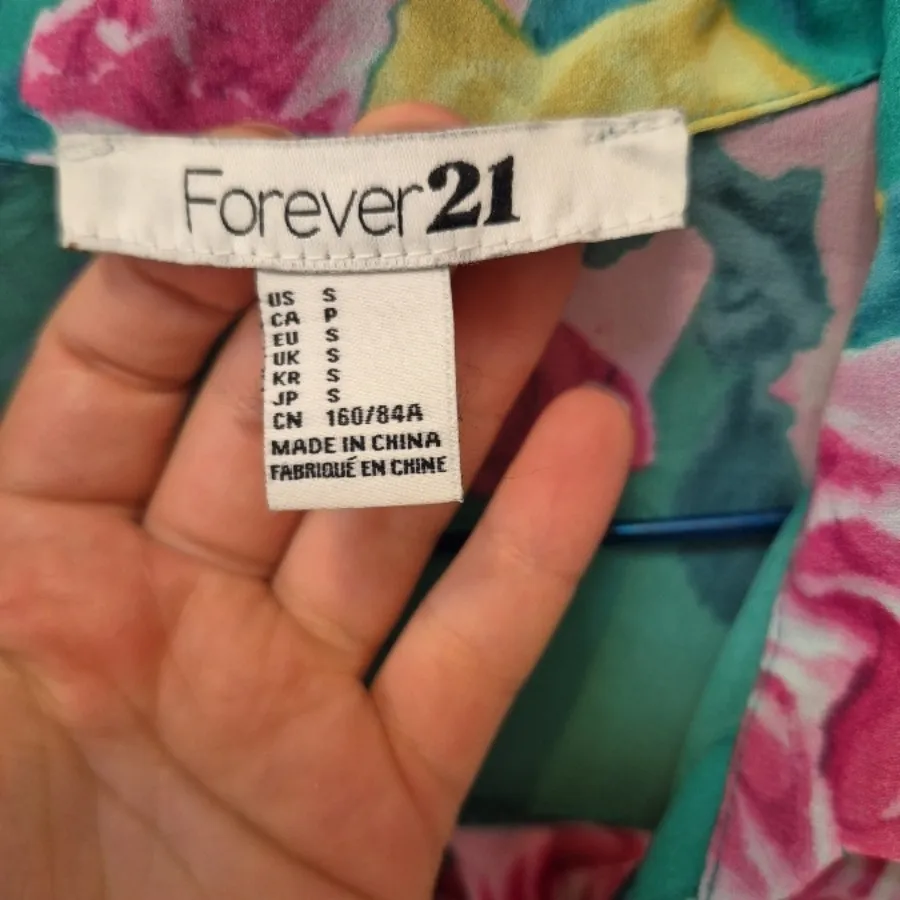 Forever21
US S
CA P
EU S
UK S
KR S
JP S
CN 160/84A
MADE IN CHINA
FABRIQUÉ EN CHINE